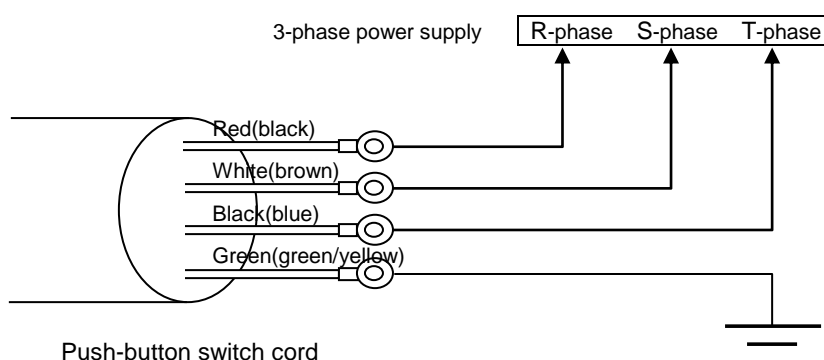 3-phase power supply R-phase S-phase T-phase
Red(black)
White(brown)
Black(blue)
Green(green/yellow)
Push-button switch cord